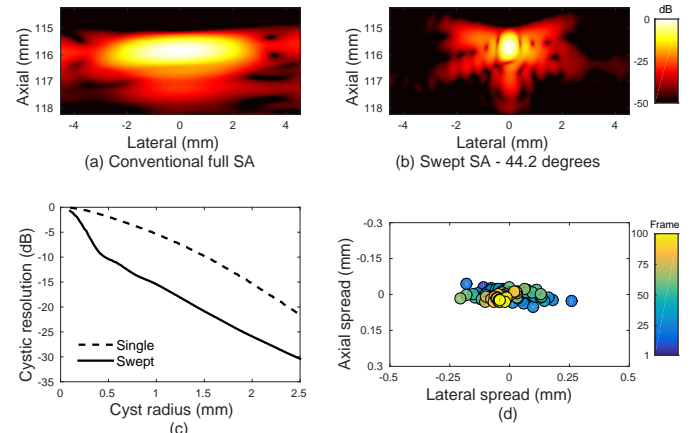 dB
115
116
117
118
Axial (mm)
-4 -2 0 2 4
Lateral (mm)
(a) Conventional full SA
115
116
117
118
Axial (mm)
-4 -2 0 2 4
Lateral (mm)
(b) Swept SA - 44.2 degrees
0
-25
-50
0
-5
-10
-15
-20
-25
-30
-35
Cystic resolution (dB)
Single
Swept
0 0.5 1 1.5 2 2.5
Cyst radius (mm)
(c)
-0.3
-0.15
0
0.15
0.3
Axial spread (mm)
-0.5 -0.25 0 0.25 0.5
Lateral spread (mm)
(d)
Frame
100
75
50
25
1